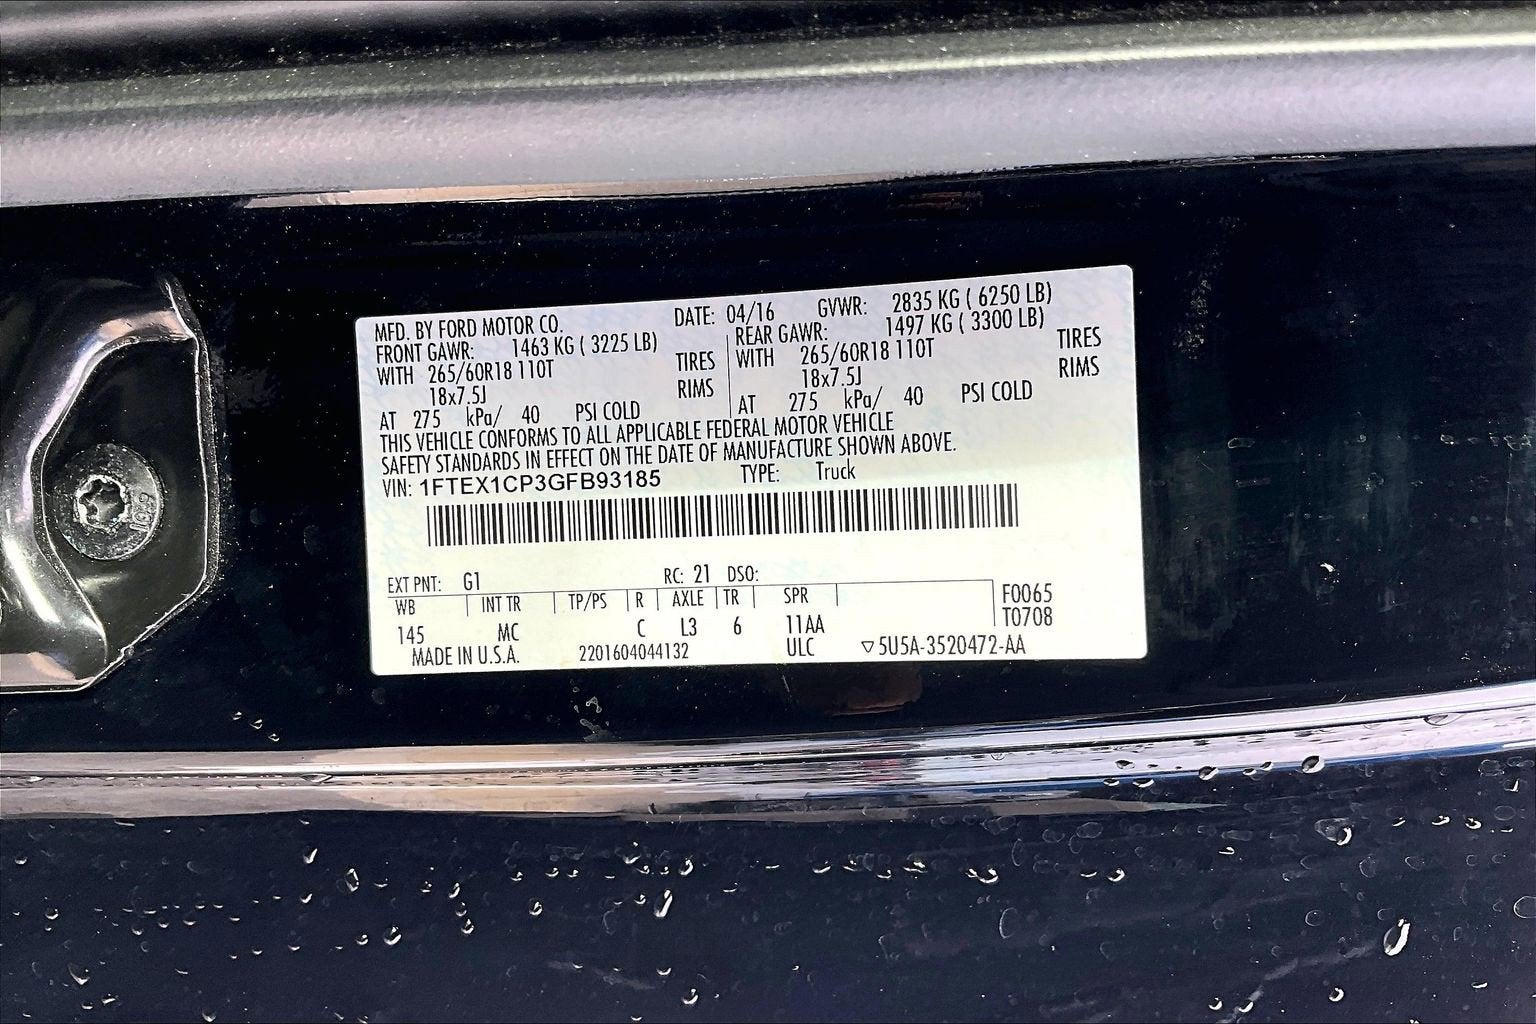 MFD. BY FORD MOTOR CO. DATE: 04/16 GVWR: 2835 KG ( 6250 LB)
FRONT GAWR: 1463 KG ( 3225 LB) REAR GAWR: 1497 KG ( 3300 LB)
WITH 265/60R18 110T TIRES WITH 265/60R18 110T TIRES
18x7.5J RIMS 18x7.5J RIMS
AT 275 kPa/ 40 PSI COLD AT 275 kPa/ 40 PSI COLD
THIS VEHICLE CONFORMS TO ALL APPLICABLE FEDERAL MOTOR VEHICLE
SAFETY STANDARDS IN EFFECT ON THE DATE OF MANUFACTURE SHOWN ABOVE.
VIN: 1FTEX1CP3GFB93185 TYPE: Truck
EXT PNT: G1 RC: 21 DSO:
WB INT TR TP/PS R AXLE TR SPR F0065
145 MC C L3 6 11AA T0708
MADE IN U.S.A. 2201604044132 ULC ▽5U5A-3520472-AA